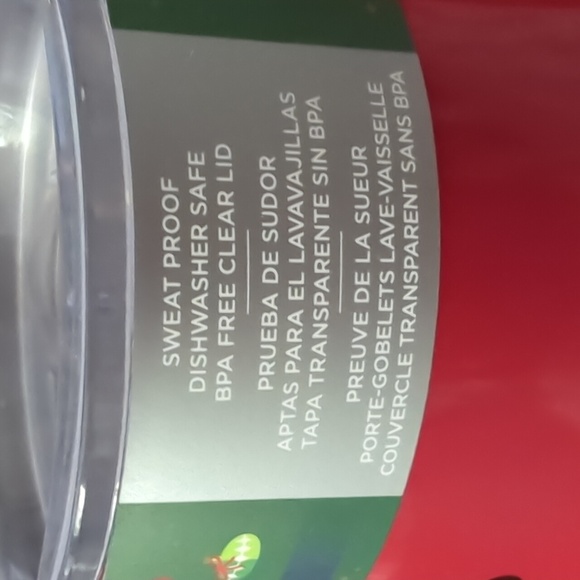 SWEAT PROOF
DISHWASHER SAFE
BPA FREE CLEAR LID
PRUEBA DE SUDOR
APTAS PARA EL LAVAVAJILLAS
TAPA TRANSPARENTE SIN BPA
PREUVE DE LA SUEUR
PORTE-GOBELETS LAVE-VAISSELLE
COUVERCLE TRANSPARENT SANS BPA